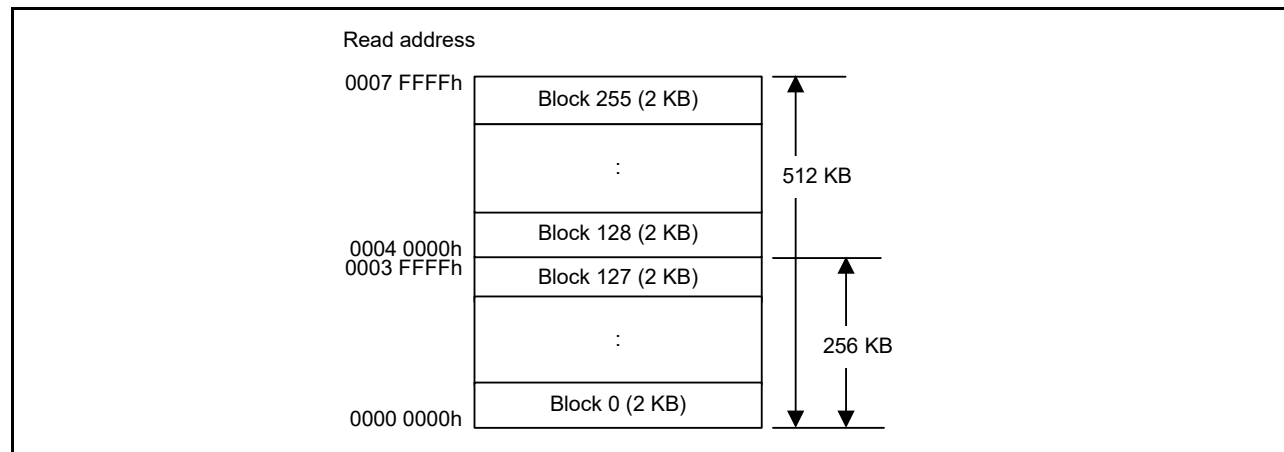 Read address
0007 FFFFh
Block 255 (2 KB)
:
512 KB
Block 128 (2 KB)
0004 0000h
0003 FFFFh
Block 127 (2 KB)
:
256 KB
Block 0 (2 KB)
0000 0000h